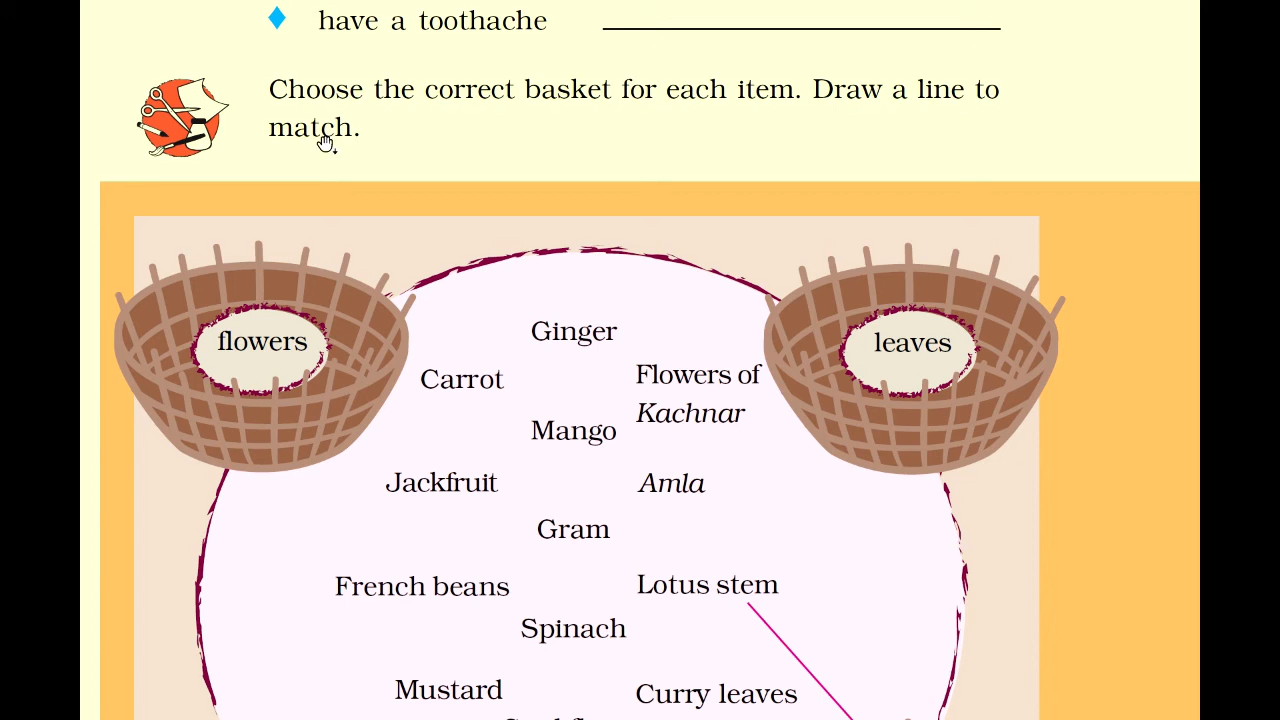 have a toothache
Choose the correct basket for each item. Draw a line to
match.
flowers
leaves
Ginger
Carrot
Flowers of
Kachnar
Mango
Jackfruit
Amla
Gram
French beans
Lotus stem
Spinach
Mustard
Curry leaves